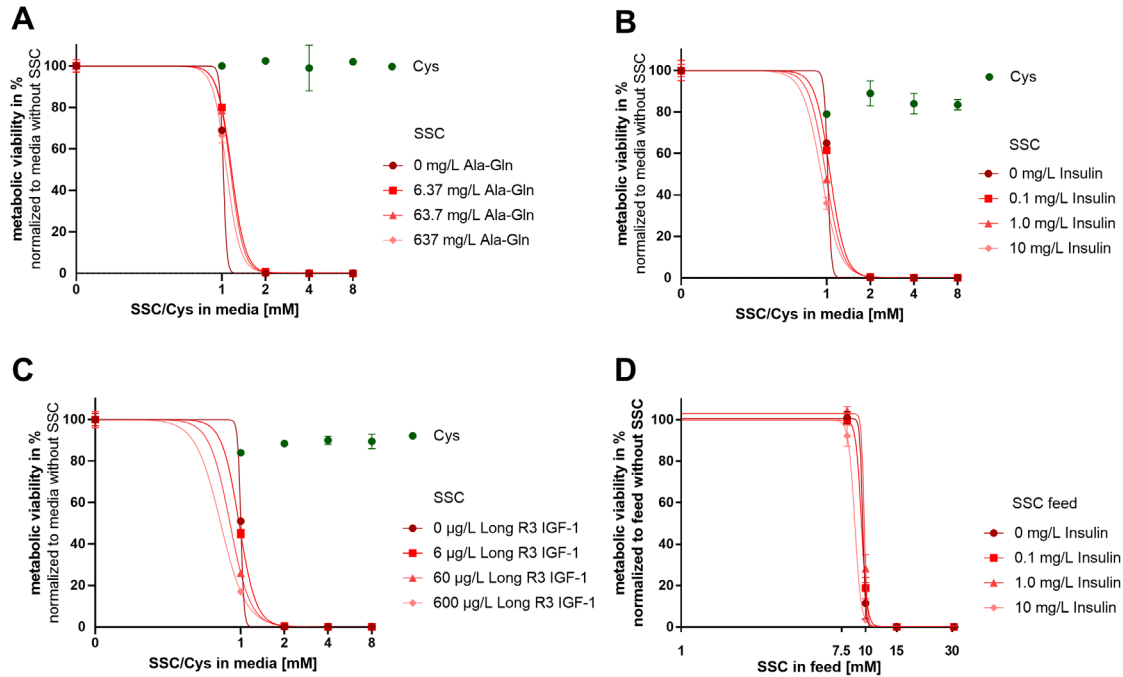 A
metabolic viability in %
normalized to media without SSC
100
80
60
40
20
0
0
1
2
4
8
SSC/Cys in media [mM]
Cys
SSC
0 mg/L Ala-Gln
6.37 mg/L Ala-Gln
63.7 mg/L Ala-Gln
637 mg/L Ala-Gln
B
metabolic viability in %
normalized to media without SSC
100
80
60
40
20
0
0
1
2
4
8
SSC/Cys in media [mM]
Cys
SSC
0 mg/L Insulin
0.1 mg/L Insulin
1.0 mg/L Insulin
10 mg/L Insulin
C
metabolic viability in %
normalized to media without SSC
100
80
60
40
20
0
0
1
2
4
8
SSC/Cys in media [mM]
Cys
SSC
0 µg/L Long R3 IGF-1
6 µg/L Long R3 IGF-1
60 µg/L Long R3 IGF-1
600 µg/L Long R3 IGF-1
D
metabolic viability in %
normalized to feed without SSC
100
80
60
40
20
0
1
7.5
10
15
30
SSC in feed [mM]
SSC feed
0 mg/L Insulin
0.1 mg/L Insulin
1.0 mg/L Insulin
10 mg/L Insulin